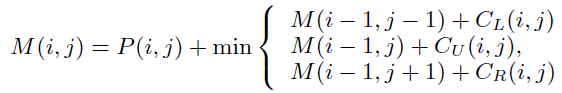 M(i − 1, j − 1) + C_L(i, j)
M(i, j) = P(i, j) + min { M(i − 1, j) + C_U(i, j),
M(i − 1, j + 1) + C_R(i, j)